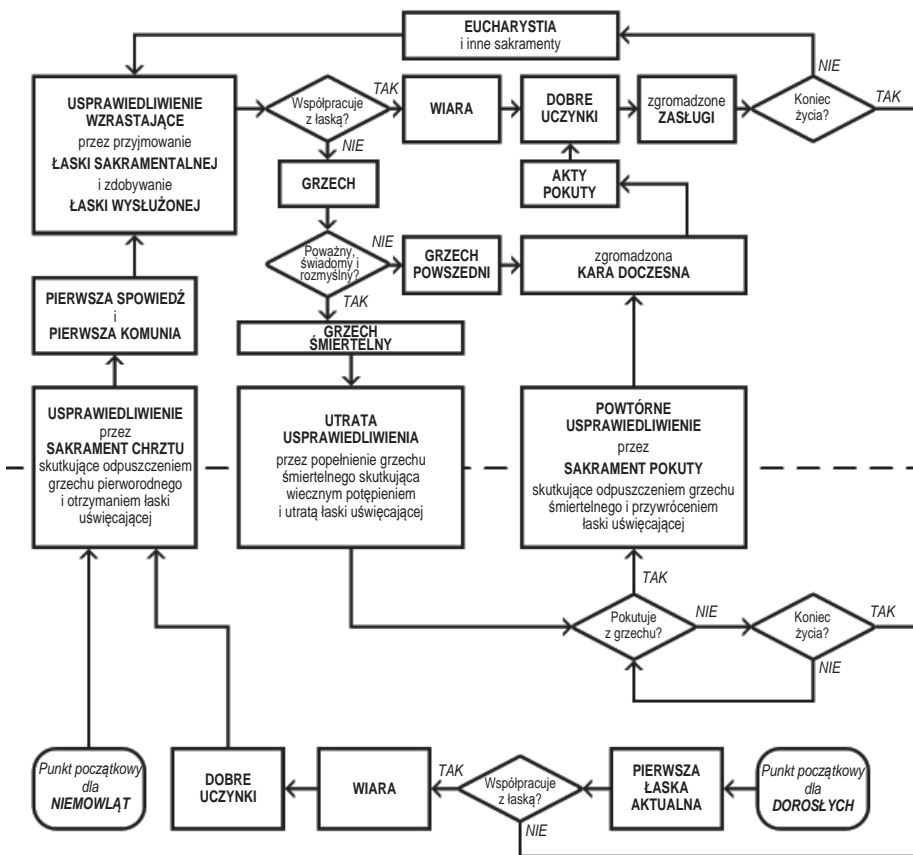 EUCHARYSTIA
i inne sakramenty
NIE
TAK
USPRAWIEDLIWIENIE
WZRASTAJĄCE
przez przyjmowanie
ŁASKI SAKRAMENTALNEJ
i zdobywanie
ŁASKI WYSŁUŻONEJ
Współpracuje
z łaską?
TAK
NIE
WIARA
DOBRE
UCZYNKI
zgromadzone
ZASŁUGI
Koniec
życia?
GRZECH
AKTY
POKUTY
Poważny,
świadomy i
rozmyślny?
NIE
TAK
GRZECH
POWSZEDNI
zgromadzona
KARA DOCZESNA
PIERWSZA SPOWIEDŹ
i
PIERWSZA KOMUNIA
GRZECH
ŚMIERTELNY
USPRAWIEDLIWIENIE
przez
SAKRAMENT CHRZTU
skutkujące odpuszczeniem
grzechu pierworodnego
i otrzymaniem łaski
uświęcającej
UTRATA
USPRAWIEDLIWIENIA
przez popełnienie grzechu
śmiertelnego skutkująca
wiecznym potępieniem
i utratą łaski uświęcającej
POWTÓRNE
USPRAWIEDLIWIENIE
przez
SAKRAMENT POKUTY
skutkujące odpuszczeniem grzechu
śmiertelnego i przywróceniem
łaski uświęcającej
TAK
Pokutuje
z grzechu?
NIE
Koniec
życia?
TAK
NIE
Punkt początkowy
dla
NIEMOWLĄT
DOBRE
UCZYNKI
WIARA
TAK
Współpracuje
z łaską?
NIE
PIERWSZA
ŁASKA
AKTUALNA
Punkt początkowy
dla
DOROSŁYCH